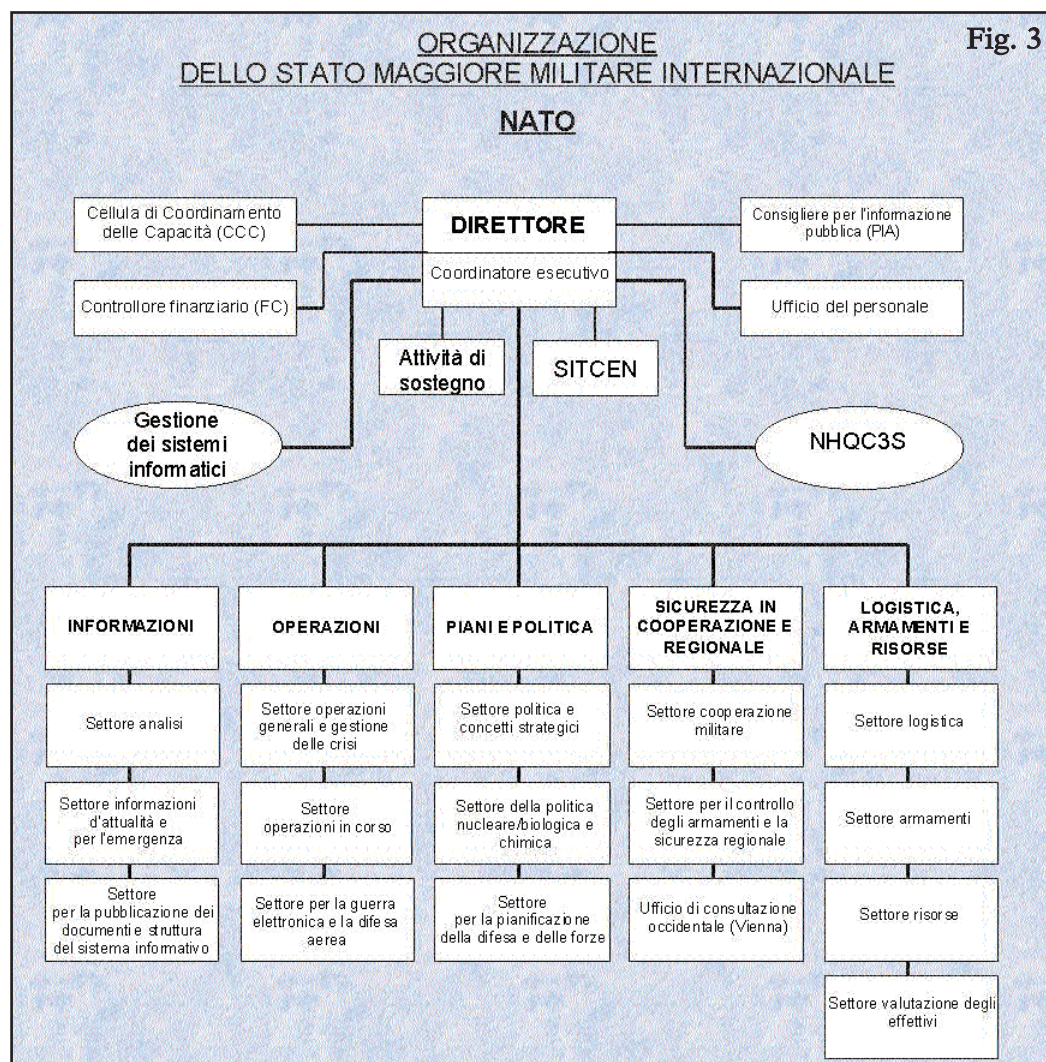 Fig. 3
ORGANIZZAZIONE
DELLO STATO MAGGIORE MILITARE INTERNAZIONALE
NATO
Cellula di Coordinamento
delle Capacità (CCC)
DIRETTORE
Coordinatore esecutivo
Consigliere per l'informazione
pubblica (PIA)
Controllore finanziario (FC)
Ufficio del personale
Attività di
sostegno
SITCEN
Gestione
dei sistemi
informatici
NHQC3S
INFORMAZIONI
OPERAZIONI
PIANI E POLITICA
SICUREZZA IN
COOPERAZIONE E
REGIONALE
LOGISTICA,
ARMAMENTI E
RISORSE
Settore analisi
Settore operazioni
generali e gestione
delle crisi
Settore politica e
concetti strategici
Settore cooperazione
militare
Settore logistica
Settore informazioni
d'attualità e
per l'emergenza
Settore
operazioni in corso
Settore della politica
nucleare/biologica e
chimica
Settore per il controllo
degli armamenti e la
sicurezza regionale
Settore armamenti
Settore
per la pubblicazione dei
documenti e struttura
del sistema informativo
Settore per la guerra
elettronica e la difesa
aerea
Settore
per la pianificazione
della difesa e delle forze
Ufficio di consultazione
occidentale (Vienna)
Settore risorse
Settore valutazione degli
effettivi